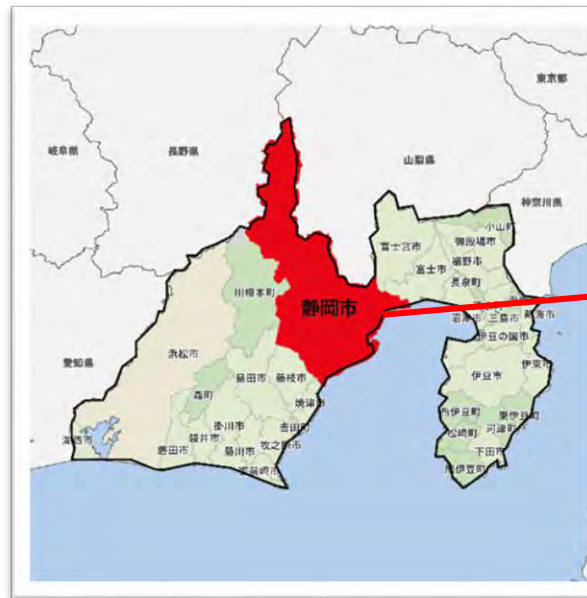 東京都
岐阜県
長野県
山梨県
神奈川県
小山町
富士宮市
御殿場市
裾野市
富士市
長泉町
川根本町
静岡市
沼津市
三島市
熱海市
伊豆の国市
浜松市
愛知県
伊東市
伊豆市
島田市
藤枝市
森町
焼津市
西伊豆町
東伊豆町
掛川市
吉田町
河津町
湖西市
袋井市
牧之原市
松崎町
磐田市
菊川市
下田市
御前崎市
南伊豆町